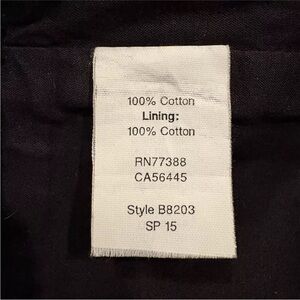 100% Cotton
Lining:
100% Cotton
RN77388
CA56445
Style B8203
SP 15